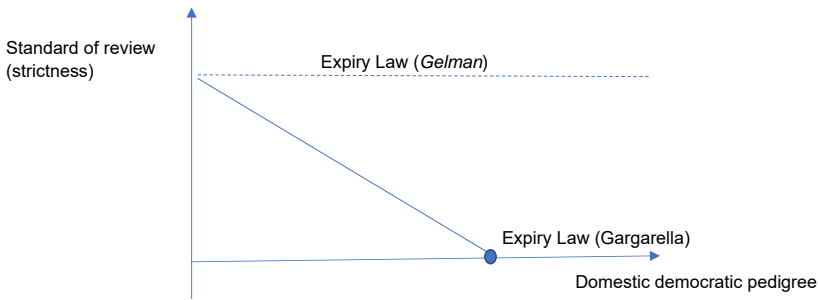 Standard of review
(strictness)
Expiry Law (Gelman)
Expiry Law (Gargarella)
Domestic democratic pedigree